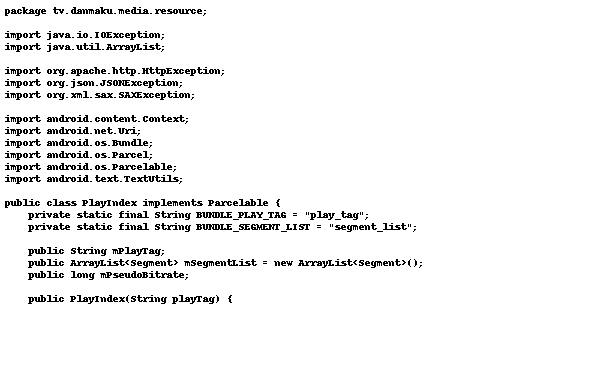 package tv.danmaku.media.resource;

import java.io.IOException;
import java.util.ArrayList;

import org.apache.http.HttpException;
import org.json.JSONException;
import org.xml.sax.SAXException;

import android.content.Context;
import android.net.Uri;
import android.os.Bundle;
import android.os.Parcel;
import android.os.Parcelable;
import android.text.TextUtils;

public class PlayIndex implements Parcelable {
    private static final String BUNDLE_PLAY_TAG = "play_tag";
    private static final String BUNDLE_SEGMENT_LIST = "segment_list";

    public String mPlayTag;
    public ArrayList<Segment> mSegmentList = new ArrayList<Segment>();
    public long mPseudoBitrate;

    public PlayIndex(String playTag) {